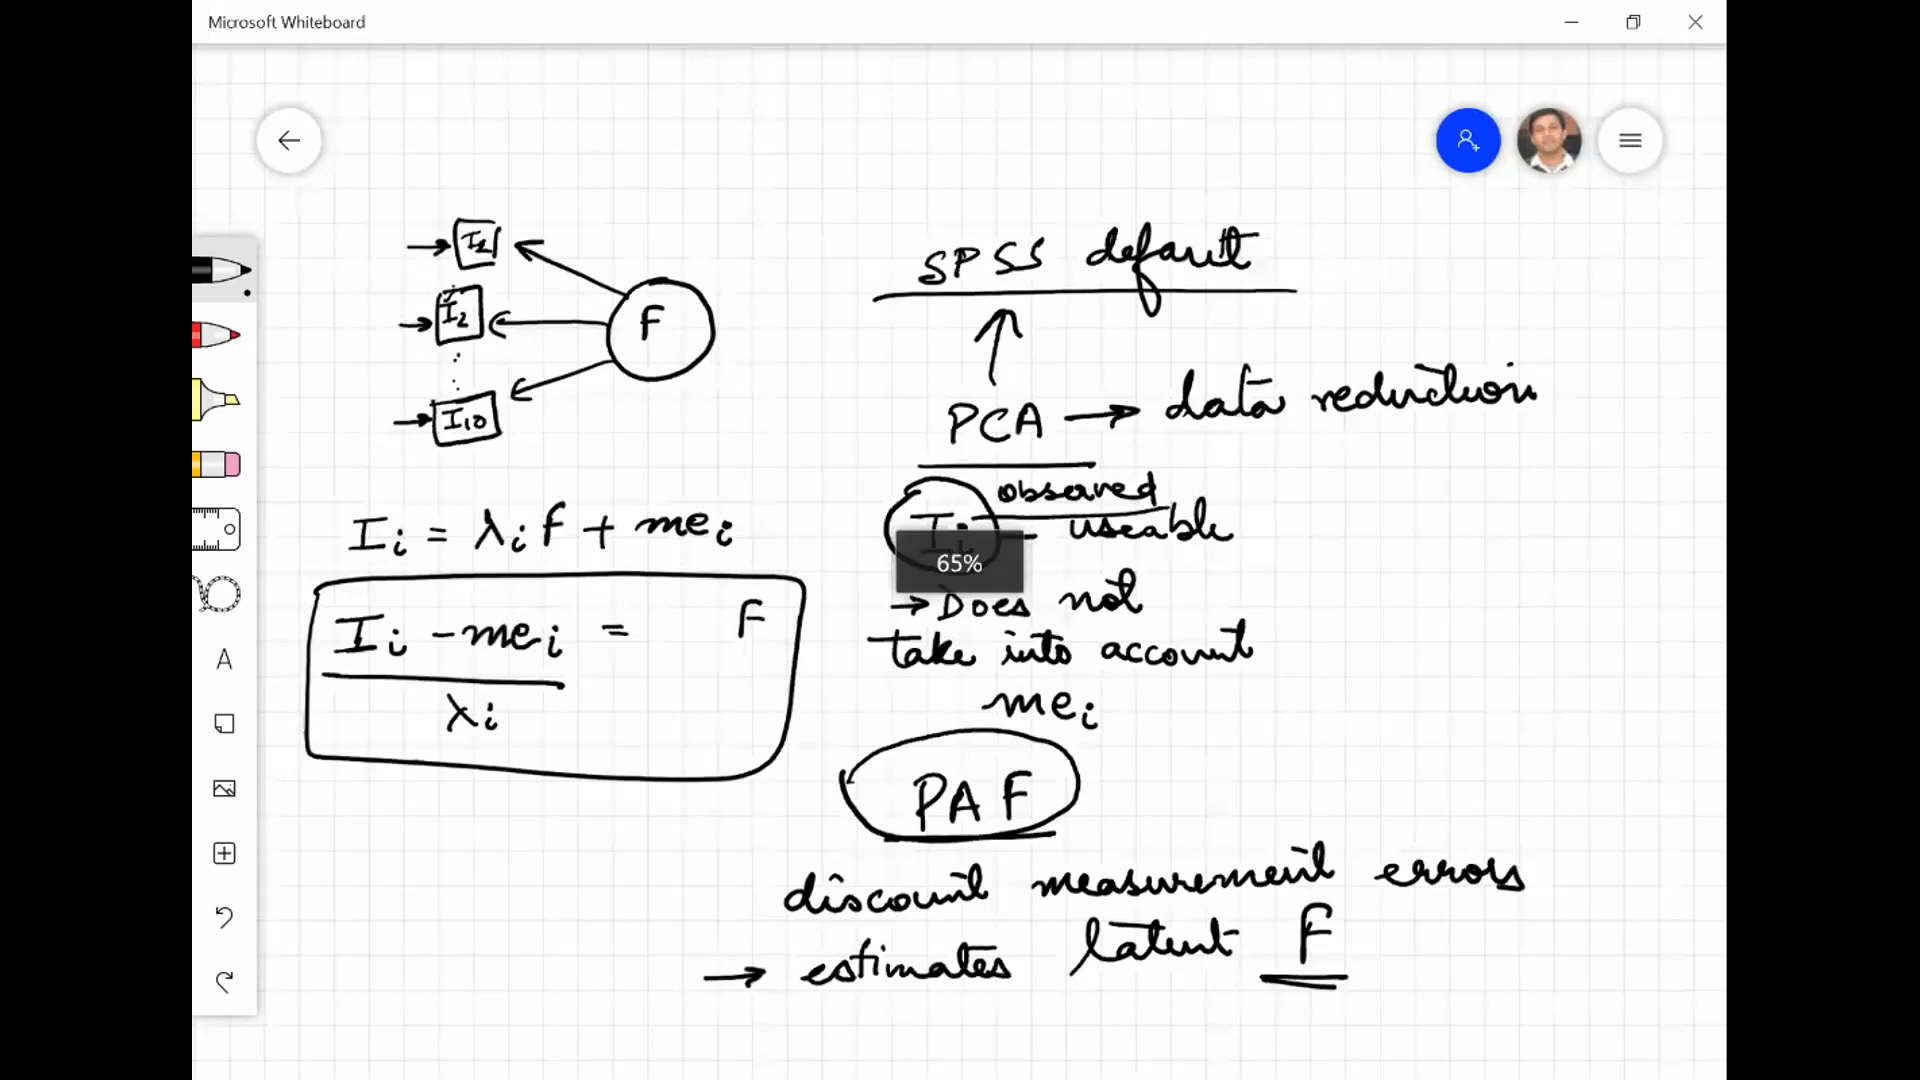 Microsoft Whiteboard
I1
I2
I10
F
Ii = λi f + mei
Ii - mei = F
λi
SPSS default
PCA → data reduction
observed
Ii - useable
65%
→ Does not
take into account
mei
PAF
discount measurement errors
→ estimates latent F
A